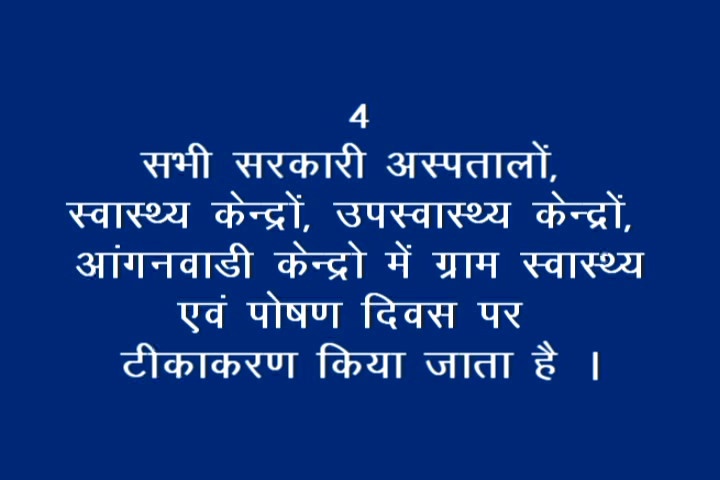 4
सभी सरकारी अस्पतालों,
स्वास्थ्य केन्द्रों, उपस्वास्थ्य केन्द्रों,
आंगनवाडी केन्द्रो में ग्राम स्वास्थ्य
एवं पोषण दिवस पर
टीकाकरण किया जाता है ।